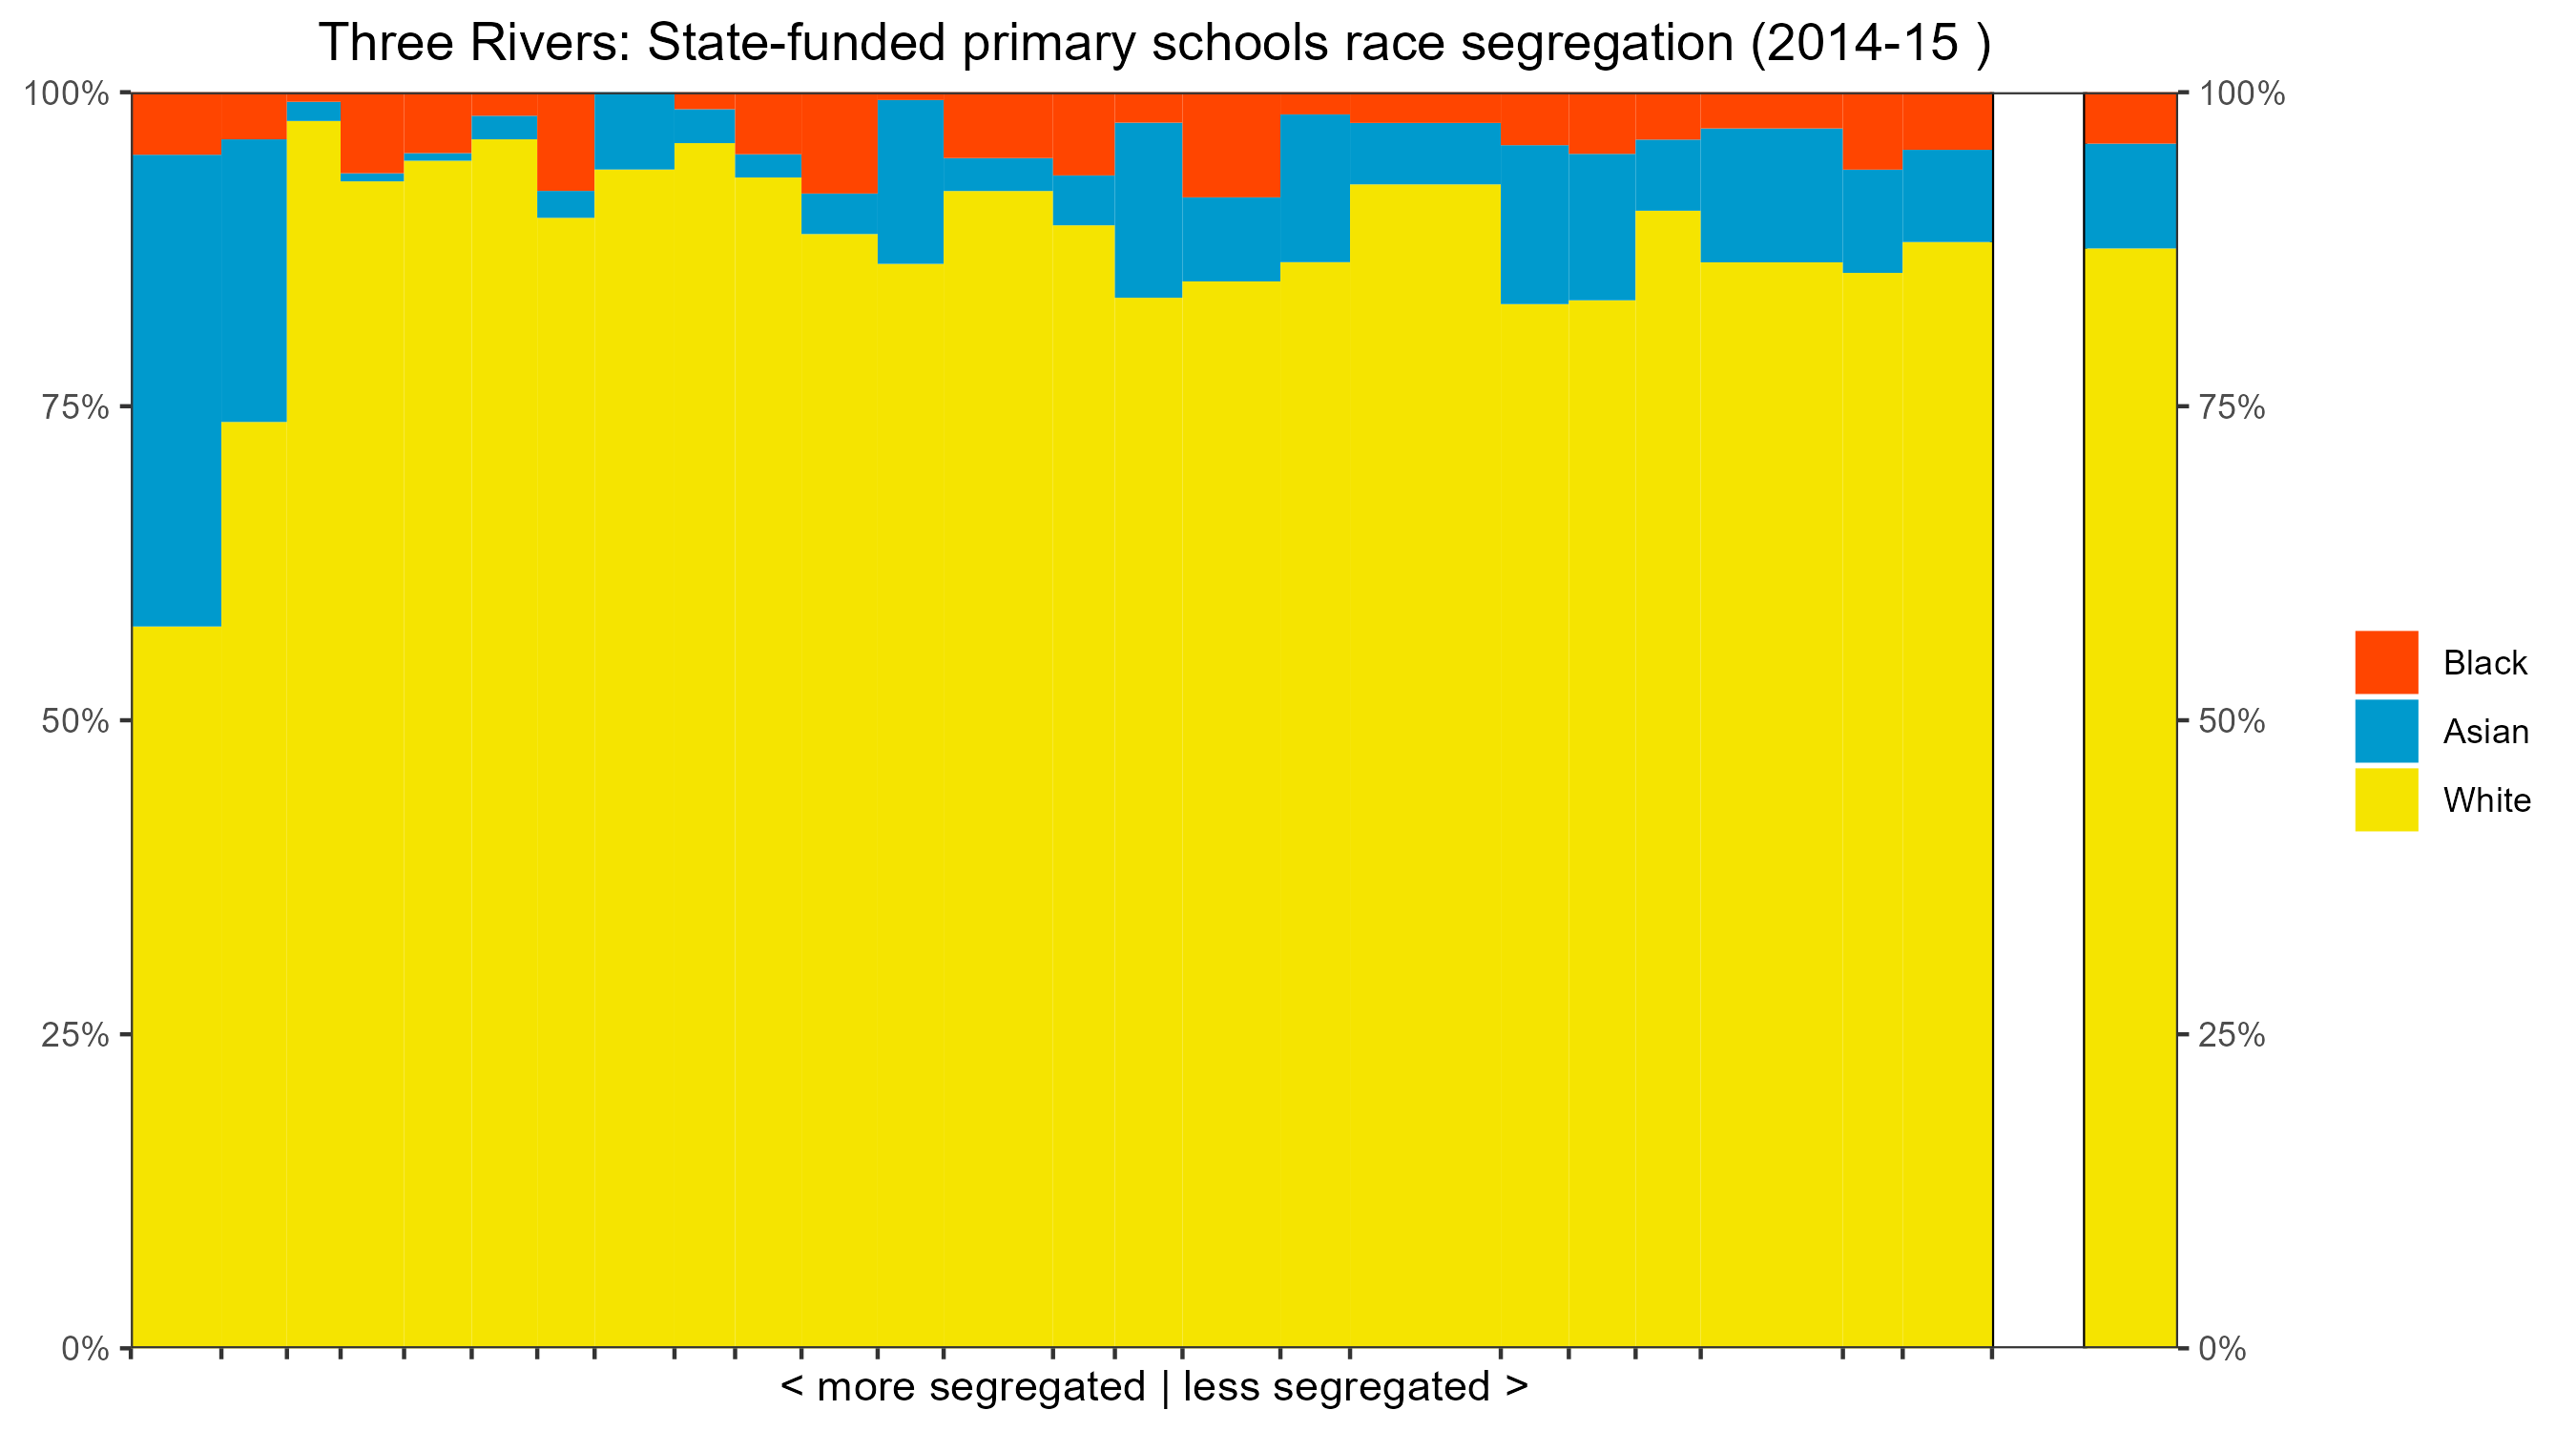 Three Rivers: State-funded primary schools race segregation (2014-15 )
100%
75%
50%
25%
0%
100%
75%
50%
25%
0%
Black
Asian
White
< more segregated | less segregated >